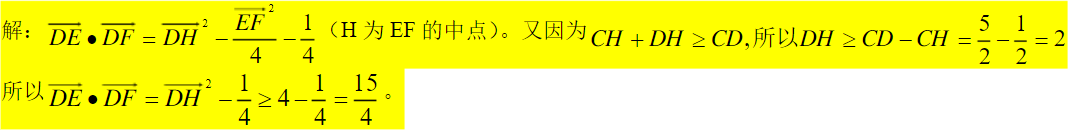 解：$\overrightarrow{DE} \bullet \overrightarrow{DF} = \overrightarrow{DH}^{2} - \frac{\overrightarrow{EF}^{2}}{4} - \frac{1}{4}$（H 为 EF 的中点）。又因为$CH + DH \geq CD$,所以$DH \geq CD - CH = \frac{5}{2} - \frac{1}{2} = 2$
所以$\overrightarrow{DE} \bullet \overrightarrow{DF} = \overrightarrow{DH}^{2} - \frac{1}{4} \geq 4 - \frac{1}{4} = \frac{15}{4}$。